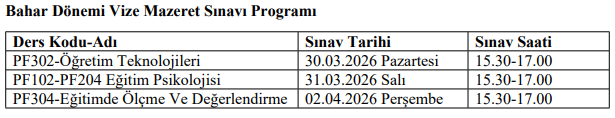 Bahar Dönemi Vize Mazeret Sınavı Programı
Ders Kodu-Adı Sınav Tarihi Sınav Saati
PF302-Öğretim Teknolojileri 30.03.2026 Pazartesi 15.30-17.00
PF102-PF204 Eğitim Psikolojisi 31.03.2026 Salı 15.30-17.00
PF304-Eğitimde Ölçme Ve Değerlendirme 02.04.2026 Perşembe 15.30-17.00